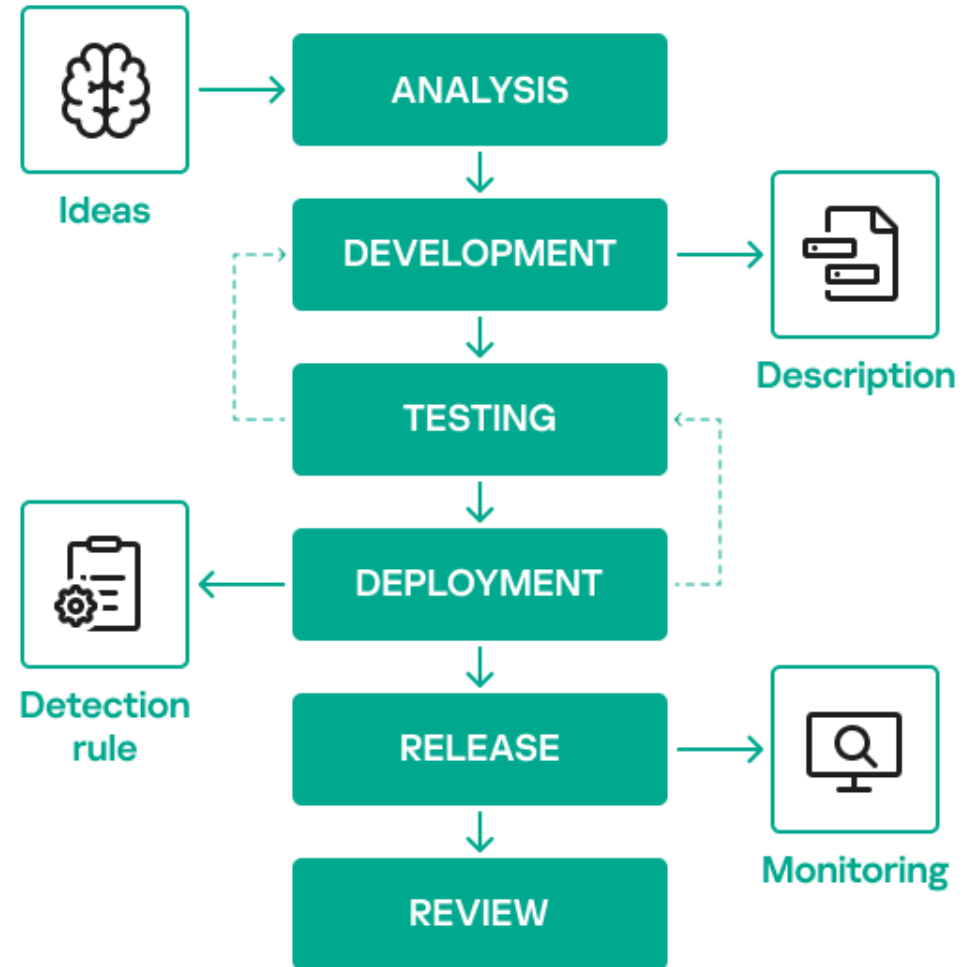 ANALYSIS
Ideas
DEVELOPMENT
Description
TESTING
DEPLOYMENT
Detection
rule
RELEASE
Monitoring
REVIEW